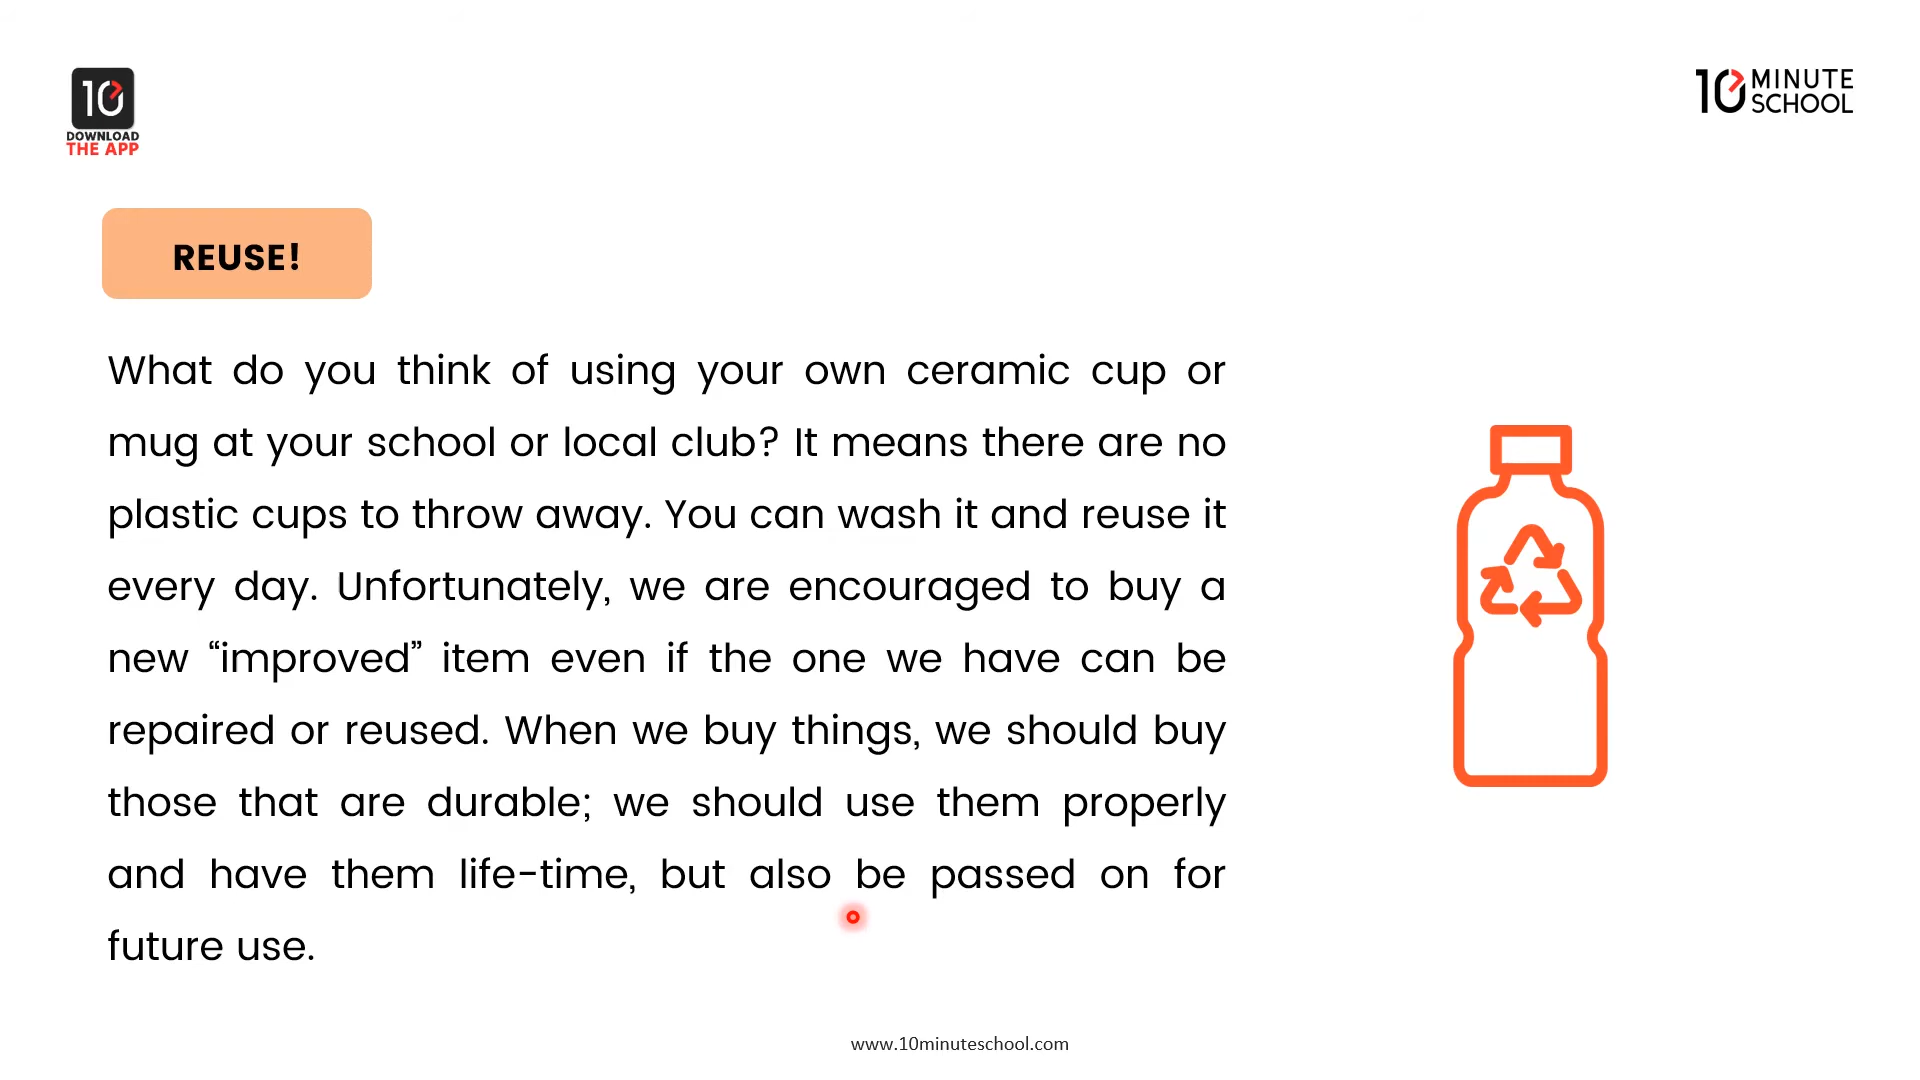 10
DOWNLOAD
THE APP
10 MINUTE
SCHOOL
REUSE!
What do you think of using your own ceramic cup or
mug at your school or local club? It means there are no
plastic cups to throw away. You can wash it and reuse it
every day. Unfortunately, we are encouraged to buy a
new “improved” item even if the one we have can be
repaired or reused. When we buy things, we should buy
those that are durable; we should use them properly
and have them life-time, but also be passed on for
future use.
www.10minuteschool.com